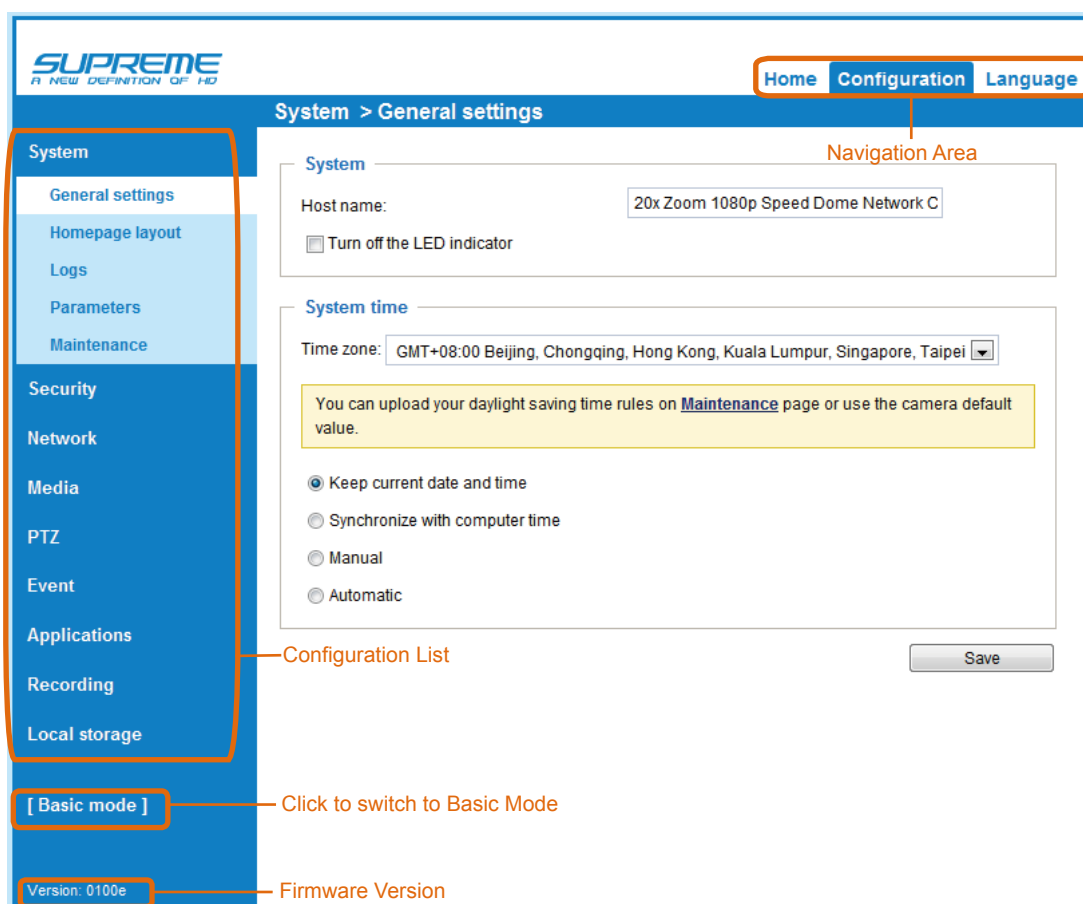 SUPREME
A NEW DEFINITION OF HD
Home Configuration Language
System > General settings
Navigation Area
System
General settings
Homepage layout
Logs
Parameters
Maintenance
Security
Network
Media
PTZ
Event
Applications
Recording
Local storage
[ Basic mode ]
Version: 0100e
System
Host name: 20x Zoom 1080p Speed Dome Network C
Turn off the LED indicator
System time
Time zone: GMT+08:00 Beijing, Chongqing, Hong Kong, Kuala Lumpur, Singapore, Taipei
You can upload your daylight saving time rules on Maintenance page or use the camera default
value.
Keep current date and time
Synchronize with computer time
Manual
Automatic
Save
Configuration List
Click to switch to Basic Mode
Firmware Version